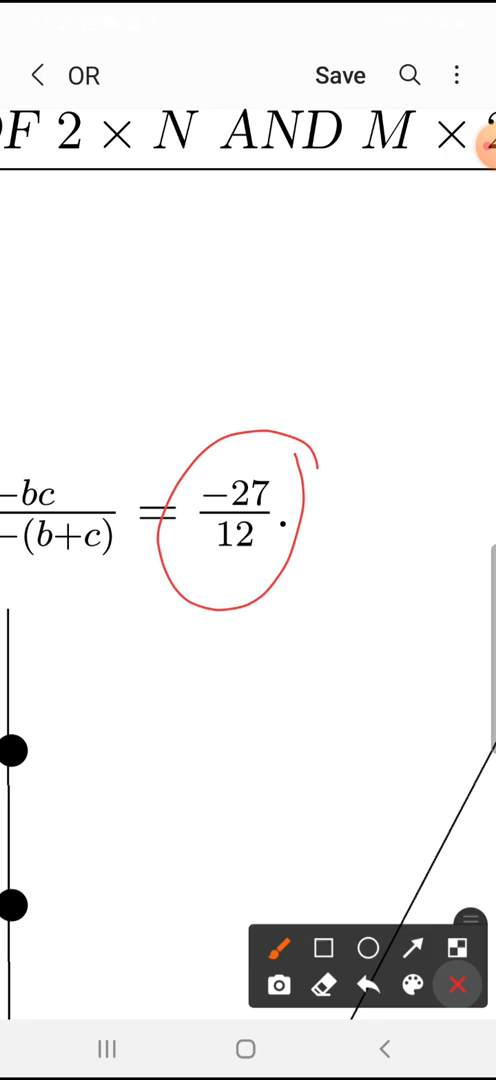 OR Save
F 2 × N AND M ×
-bc / -(b+c) = -27 / 12 .